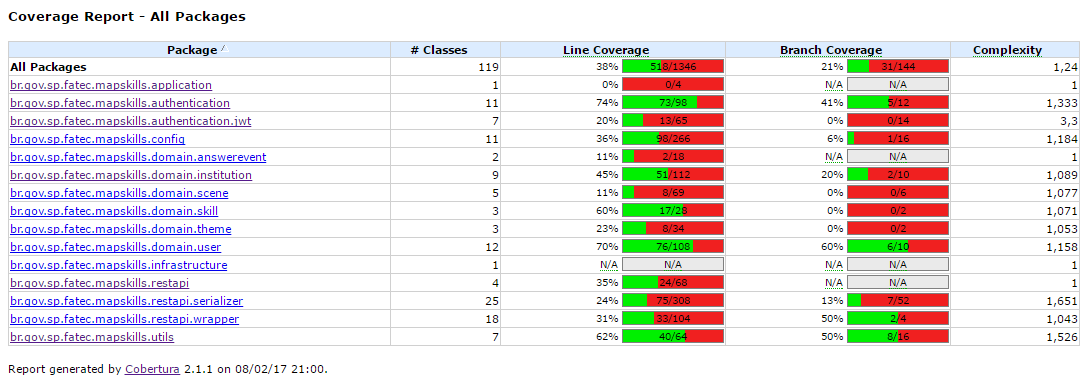 Coverage Report - All Packages
Package # Classes Line Coverage Branch Coverage Complexity
All Packages 119 38% 518/1346 21% 31/144 1,24
br.gov.sp.fatec.mapskills.application 1 0% 0/4 N/A N/A 1
br.gov.sp.fatec.mapskills.authentication 11 74% 73/98 41% 5/12 1,333
br.gov.sp.fatec.mapskills.authentication.jwt 7 20% 13/65 0% 0/14 3,3
br.gov.sp.fatec.mapskills.config 11 36% 98/266 6% 1/16 1,184
br.gov.sp.fatec.mapskills.domain.answerevent 2 11% 2/18 N/A N/A 1
br.gov.sp.fatec.mapskills.domain.institution 9 45% 51/112 20% 2/10 1,089
br.gov.sp.fatec.mapskills.domain.scene 5 11% 8/69 0% 0/6 1,077
br.gov.sp.fatec.mapskills.domain.skill 3 60% 17/28 0% 0/2 1,071
br.gov.sp.fatec.mapskills.domain.theme 3 23% 8/34 0% 0/2 1,053
br.gov.sp.fatec.mapskills.domain.user 12 70% 76/108 60% 6/10 1,158
br.gov.sp.fatec.mapskills.infrastructure 1 N/A N/A N/A N/A 1
br.gov.sp.fatec.mapskills.restapi 4 35% 24/68 N/A N/A 1
br.gov.sp.fatec.mapskills.restapi.serializer 25 24% 75/308 13% 7/52 1,651
br.gov.sp.fatec.mapskills.restapi.wrapper 18 31% 33/104 50% 2/4 1,043
br.gov.sp.fatec.mapskills.utils 7 62% 40/64 50% 8/16 1,526
Report generated by Cobertura 2.1.1 on 08/02/17 21:00.